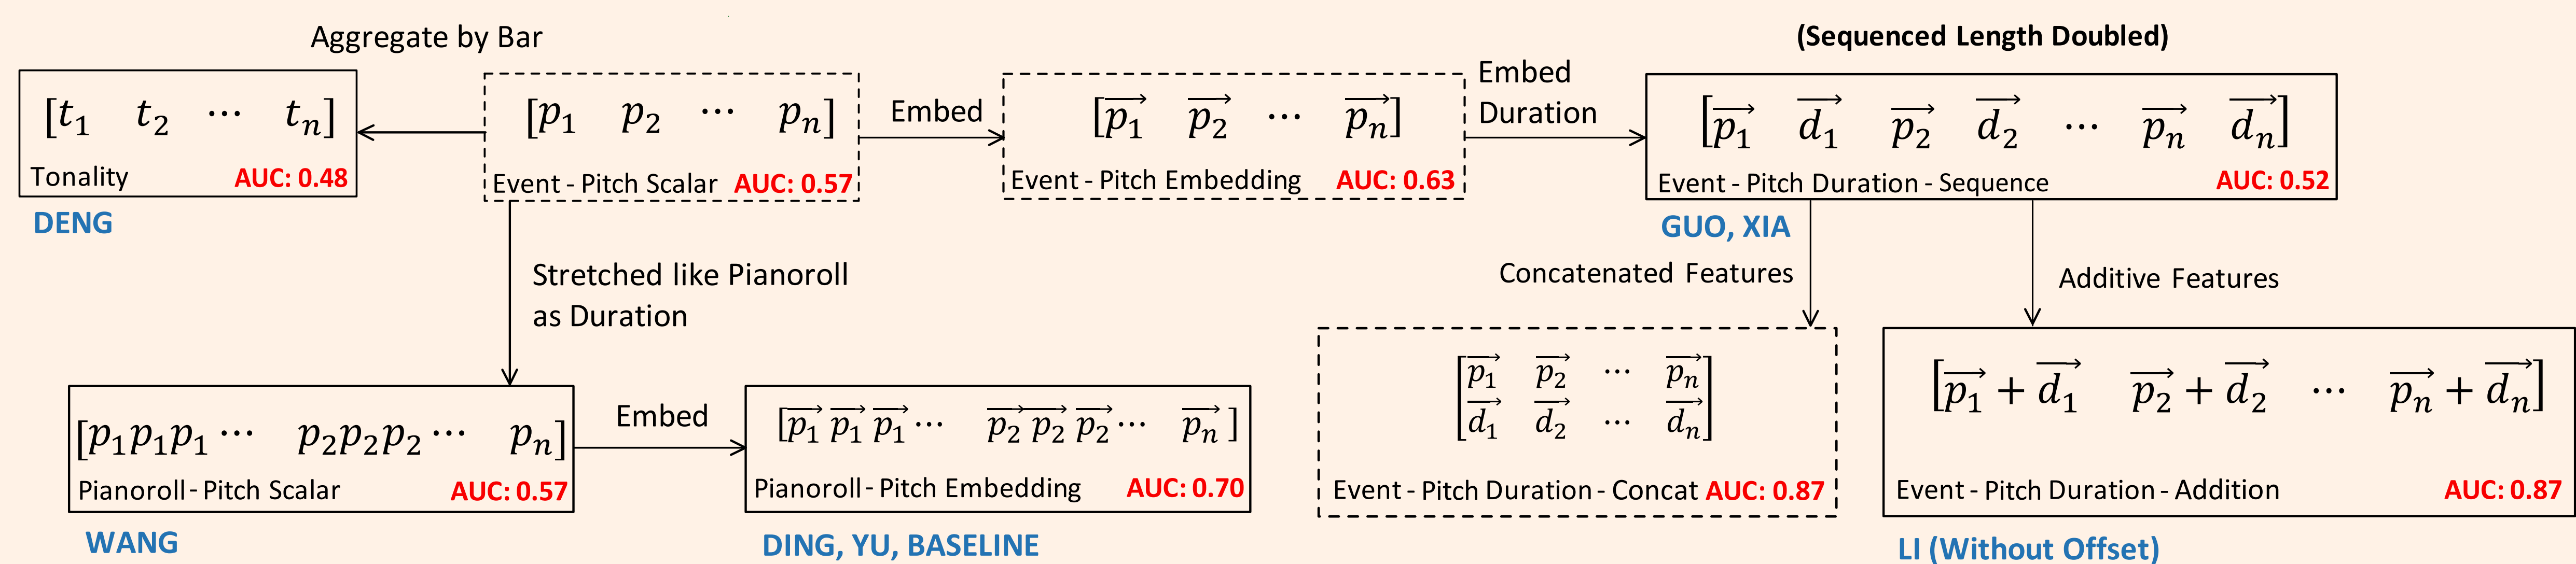 Aggregate by Bar
(Sequenced Length Doubled)
[t₁ t₂ ⋯ tₙ]
Tonality AUC: 0.48
DENG
[p₁ p₂ ⋯ pₙ]
Event - Pitch Scalar AUC: 0.57
Embed
[p₁→ p₂→ ⋯ pₙ→]
Event - Pitch Embedding AUC: 0.63
Embed
Duration
[p₁→ d₁→ p₂→ d₂→ ⋯ pₙ→ dₙ→]
Event - Pitch Duration - Sequence AUC: 0.52
GUO, XIA
Stretched like Pianoroll
as Duration
Concatenated Features
Additive Features
[p₁p₁p₁ ⋯ p₂p₂p₂ ⋯ pₙ]
Pianoroll - Pitch Scalar AUC: 0.57
WANG
Embed
[p₁→ p₁→ p₁→ ⋯ p₂→ p₂→ p₂→ ⋯ pₙ→]
Pianoroll - Pitch Embedding AUC: 0.70
DING, YU, BASELINE
[p₁→ p₂→ ⋯ pₙ→
d₁→ d₂→ ⋯ dₙ→]
Event - Pitch Duration - Concat AUC: 0.87
[p₁→ + d₁→ p₂→ + d₂→ ⋯ pₙ→ + dₙ→]
Event - Pitch Duration - Addition AUC: 0.87
LI (Without Offset)